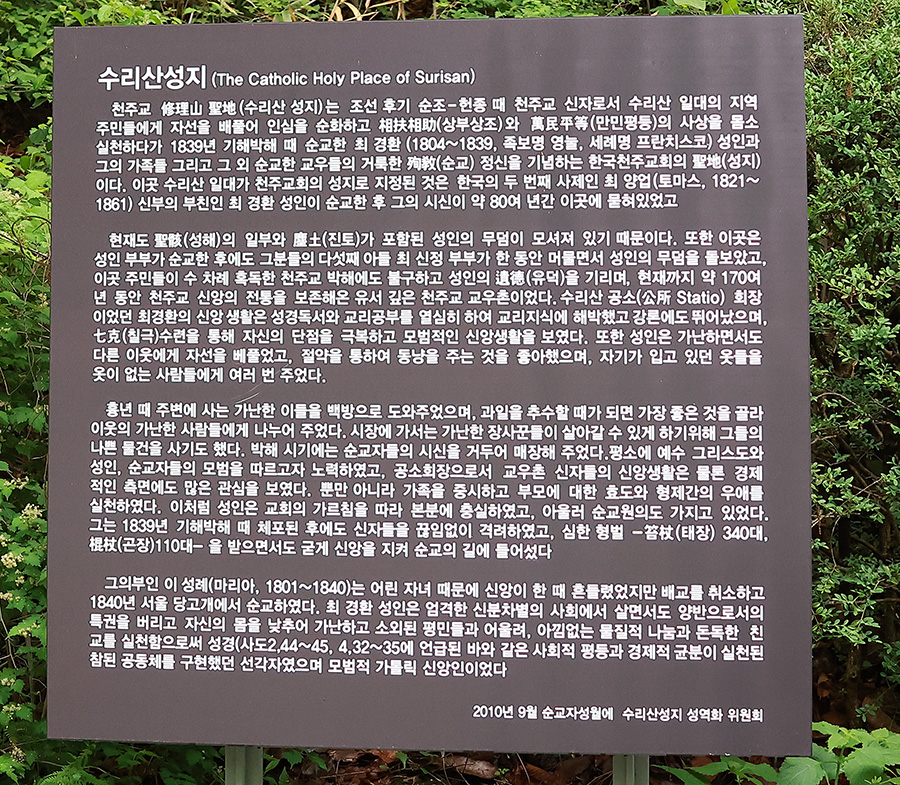 수리산성지 (The Catholic Holy Place of Surisan)
천주교 修理山 聖地(수리산 성지)는 조선 후기 순조-헌종 때 천주교 신자로서 수리산 일대의 지역
주민들에게 자선을 베풀어 인심을 순화하고 相扶相助(상부상조)와 萬民平等(만민평등)의 사상을 몸소
실천하다가 1839년 기해박해 때 순교한 최 경환 (1804~1839, 족보명 영눌, 세례명 프란치스코) 성인과
그의 가족들 그리고 그 외 순교한 교우들의 거룩한 殉敎(순교) 정신을 기념하는 한국천주교회의 聖地(성지)
이다. 이곳 수리산 일대가 천주교회의 성지로 지정된 것은 한국의 두 번째 사제인 최 양업(토마스, 1821~
1861) 신부의 부친인 최 경환 성인이 순교한 후 그의 시신이 약 80여 년간 이곳에 묻혀있었고
현재도 聖骸(성해)의 일부와 塵土(진토)가 포함된 성인의 무덤이 모셔져 있기 때문이다. 또한 이곳은
성인 부부가 순교한 후에도 그분들의 다섯째 아들 최 신정 부부가 한 동안 머물면서 성인의 무덤을 돌보았고,
이곳 주민들이 수 차례 혹독한 천주교 박해에도 불구하고 성인의 遺德(유덕)을 기리며, 현재까지 약 170여
년 동안 천주교 신앙의 전통을 보존해온 유서 깊은 천주교 교우촌이었다. 수리산 공소(公所 Statio) 회장
이었던 최경환의 신앙 생활은 성경독서와 교리공부를 열심히 하여 교리지식에 해박했고 강론에도 뛰어났으며,
七克(칠극)수련을 통해 자신의 단점을 극복하고 모범적인 신앙생활을 보였다. 또한 성인은 가난하면서도
다른 이웃에게 자선을 베풀었고, 절약을 통하여 동냥을 주는 것을 좋아했으며, 자기가 입고 있던 옷들을
옷이 없는 사람들에게 여러 번 주었다.
흉년 때 주변에 사는 가난한 이들을 백방으로 도와주었으며, 과일을 추수할 때가 되면 가장 좋은 것을 골라
이웃의 가난한 사람들에게 나누어 주었다. 시장에 가서는 가난한 장사꾼들이 살아갈 수 있게 하기위해 그들의
나쁜 물건을 사기도 했다. 박해 시기에는 순교자들의 시신을 거두어 매장해 주었다.평소에 예수 그리스도와
성인, 순교자들의 모범을 따르고자 노력하였고, 공소회장으로서 교우촌 신자들의 신앙생활은 물론 경제
적인 측면에도 많은 관심을 보였다. 뿐만 아니라 가족을 중시하고 부모에 대한 효도와 형제간의 우애를
실천하였다. 이처럼 성인은 교회의 가르침을 따라 본분에 충실하였고, 아울러 순교원의도 가지고 있었다.
그는 1839년 기해박해 때 체포된 후에도 신자들을 끊임없이 격려하였고, 심한 형벌 -笞杖(태장) 340대,
棍杖(곤장)110대- 을 받으면서도 굳게 신앙을 지켜 순교의 길에 들어섰다
그의부인 이 성례(마리아, 1801~1840)는 어린 자녀 때문에 신앙이 한 때 흔들렸었지만 배교를 취소하고
1840년 서울 당고개에서 순교하였다. 최 경환 성인은 엄격한 신분차별의 사회에서 살면서도 양반으로서의
특권을 버리고 자신의 몸을 낮추어 가난하고 소외된 평민들과 어울려, 아낌없는 물질적 나눔과 돈독한 친
교를 실천함으로써 성경(사도2,44~45, 4,32~35에 언급된 바와 같은 사회적 평등과 경제적 균분이 실천된
참된 공동체를 구현했던 선각자였으며 모범적 가톨릭 신앙인이었다
2010년 9월 순교자성월에 수리산성지 성역화 위원회